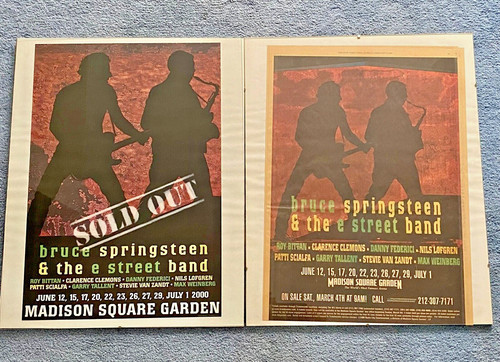 SOLD OUT
bruce springsteen
& the e street band
ROY BITTAN • CLARENCE CLEMONS • DANNY FEDERICI • NILS LOFGREN
PATTI SCIALFA • GARY TALLENT • STEVIE VAN ZANDT • MAX WEINBERG
JUNE 12, 15, 17, 20, 22, 23, 26, 27, 29, JULY 1 2000
MADISON SQUARE GARDEN
bruce springsteen
& the e street band
ROY BITTAN • CLARENCE CLEMONS • DANNY FEDERICI • NILS LOFGREN
PATTI SCIALFA • GARY TALLENT • STEVIE VAN ZANDT • MAX WEINBERG
JUNE 12, 15, 17, 20, 22, 23, 26, 27, 29, JULY 1
MADISON SQUARE GARDEN
ON SALE SAT, MARCH 4TH AT 9AM! CALL 212-307-7171